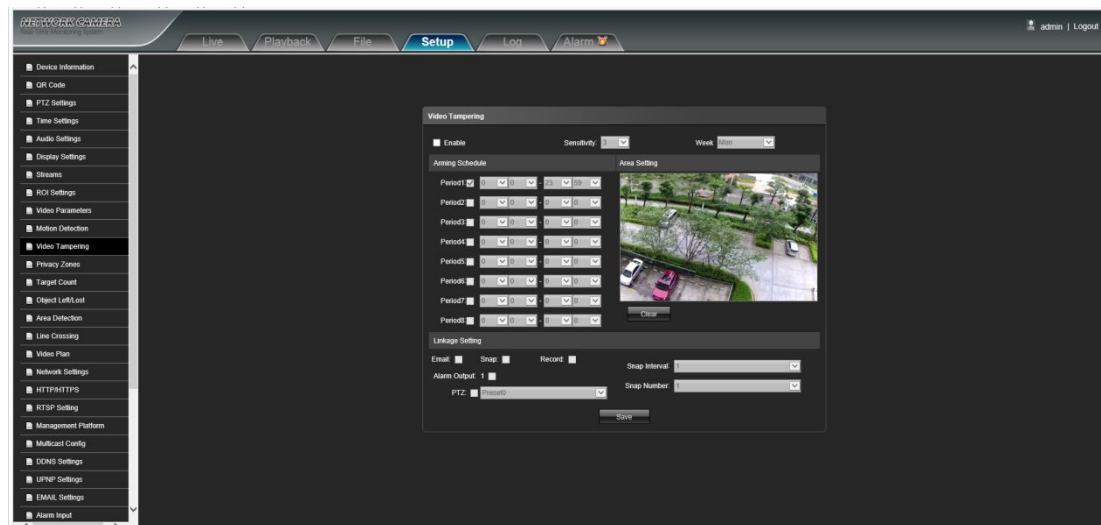 NETWORK CAMERA
Real-Time Monitoring System
admin | Logout
Live Playback File Setup Log Alarm
Device Information
QR Code
PTZ Settings
Time Settings
Audio Settings
Display Settings
Streams
ROI Settings
Video Parameters
Motion Detection
Video Tampering
Privacy Zones
Target Count
Object Left/Lost
Area Detection
Line Crossing
Video Plan
Network Settings
HTTP/HTTPS
RTSP Setting
Management Platform
Multicast Config
DDNS Settings
UPNP Settings
EMAIL Settings
Alarm Input
Video Tampering
Enable Sensitivity: 3 Week Mon
Arming Schedule Area Setting
Period1: 0 0 - 23 59
Period2: 0 0 - 0 0
Period3: 0 0 - 0 0
Period4: 0 0 - 0 0
Period5: 0 0 - 0 0
Period6: 0 0 - 0 0
Period7: 0 0 - 0 0
Period8: 0 0 - 0 0
Clear
Linkage Setting
Email: Snap: Record:
Snap Interval: 1
Alarm Output: 1
Snap Number: 1
PTZ: Preset0
Save